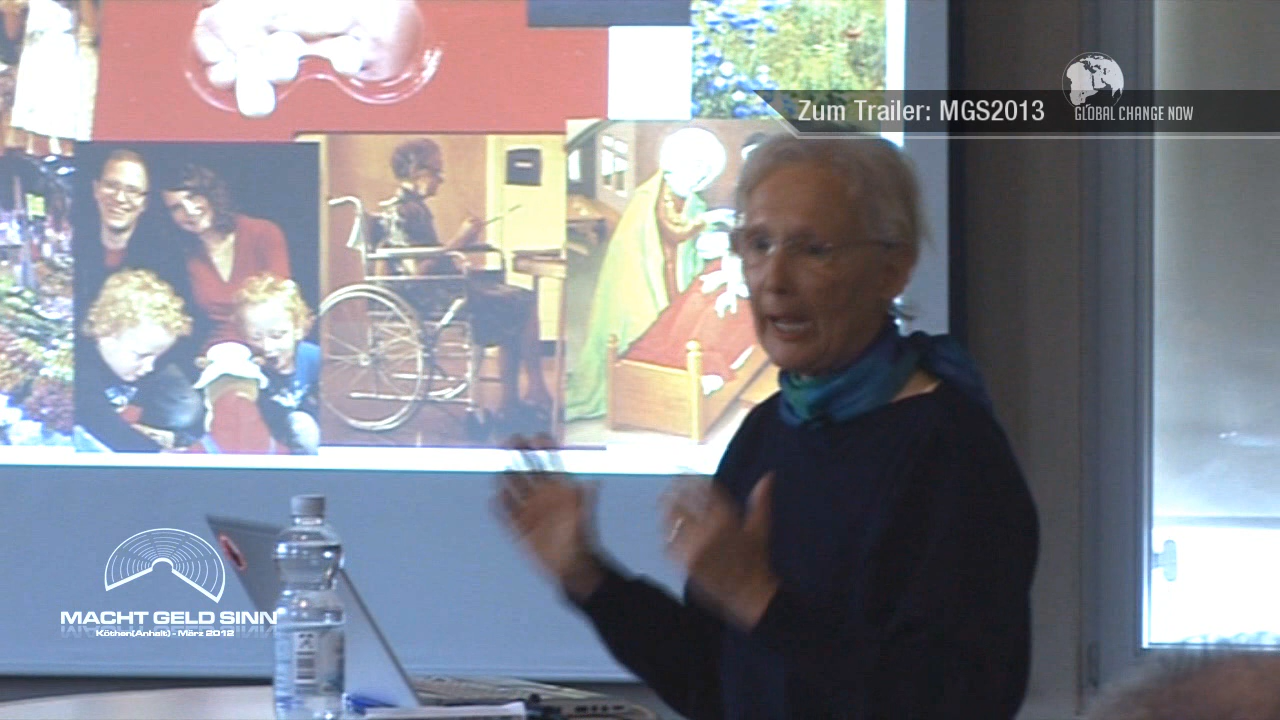 Zum Trailer: MGS2013
GLOBAL CHANGE NOW
MACHT GELD SINN
Köthen(Anhalt) - März 2012